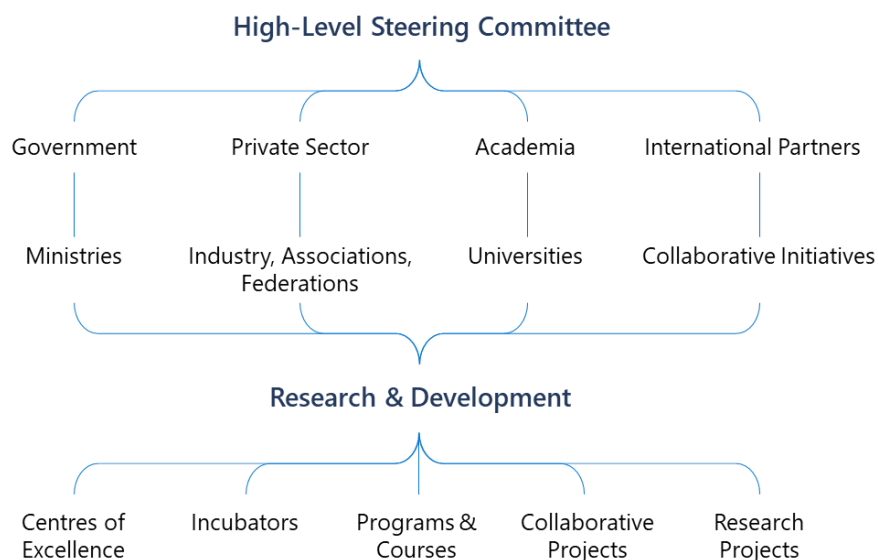 High-Level Steering Committee
Government
Private Sector
Academia
International Partners
Ministries
Industry, Associations,
Federations
Universities
Collaborative Initiatives
Research & Development
Centres of
Excellence
Incubators
Programs &
Courses
Collaborative
Projects
Research
Projects